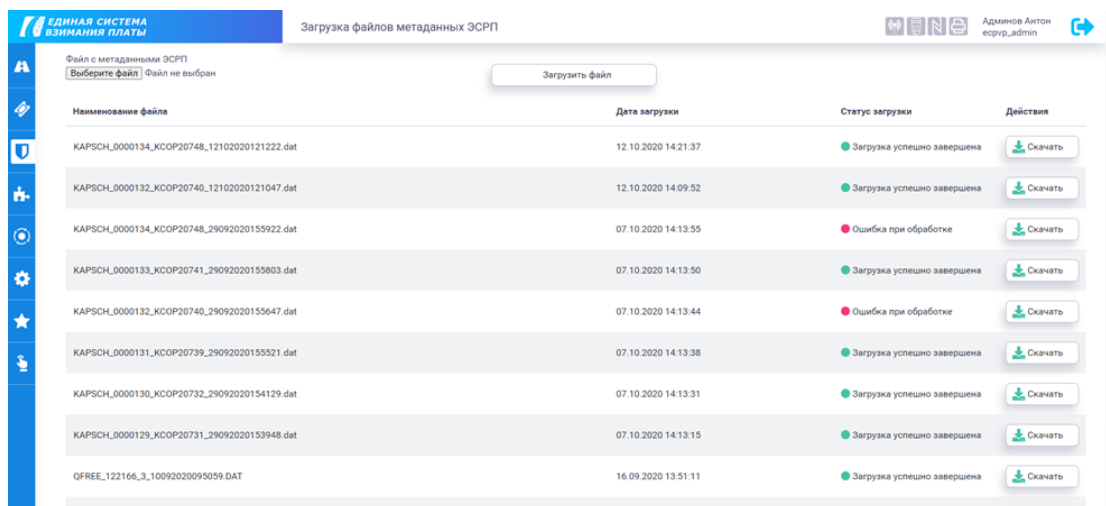 ЕДИНАЯ СИСТЕМА
ВЗИМАНИЯ ПЛАТЫ
Загрузка файлов метаданных ЭСРП
Админов Антон
ecpvp_admin
Файл с метаданными ЭСРП
Выберите файл Файл не выбран
Загрузить файл
Наименование файла Дата загрузки Статус загрузки Действия
KAPSCH_0000134_KCOP20748_12102020121222.dat 12.10.2020 14:21:37 Загрузка успешно завершена Скачать
KAPSCH_0000132_KCOP20740_12102020121047.dat 12.10.2020 14:09:52 Загрузка успешно завершена Скачать
KAPSCH_0000134_KCOP20748_29092020155922.dat 07.10.2020 14:13:55 Ошибка при обработке Скачать
KAPSCH_0000133_KCOP20741_29092020155803.dat 07.10.2020 14:13:50 Загрузка успешно завершена Скачать
KAPSCH_0000132_KCOP20740_29092020155647.dat 07.10.2020 14:13:44 Ошибка при обработке Скачать
KAPSCH_0000131_KCOP20739_29092020155521.dat 07.10.2020 14:13:38 Загрузка успешно завершена Скачать
KAPSCH_0000130_KCOP20732_29092020154129.dat 07.10.2020 14:13:31 Загрузка успешно завершена Скачать
KAPSCH_0000129_KCOP20731_29092020153948.dat 07.10.2020 14:13:15 Загрузка успешно завершена Скачать
QFREE_122166_3_10092020095059.DAT 16.09.2020 13:51:11 Загрузка успешно завершена Скачать